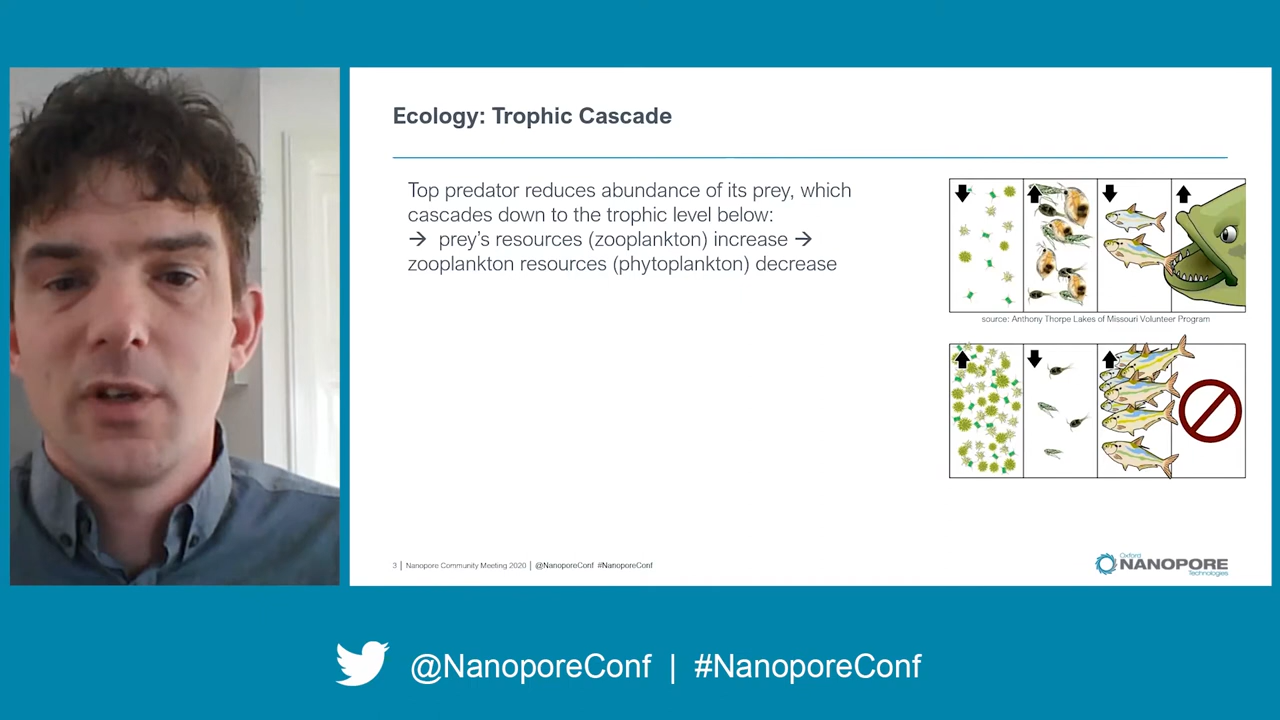 Ecology: Trophic Cascade
Top predator reduces abundance of its prey, which
cascades down to the trophic level below:
→ prey's resources (zooplankton) increase →
zooplankton resources (phytoplankton) decrease
source: Anthony Thorpe Lakes of Missouri Volunteer Program
3 | Nanopore Community Meeting 2020 | @NanoporeConf #NanoporeConf
Oxford
NANOPORE
Technologies
@NanoporeConf | #NanoporeConf